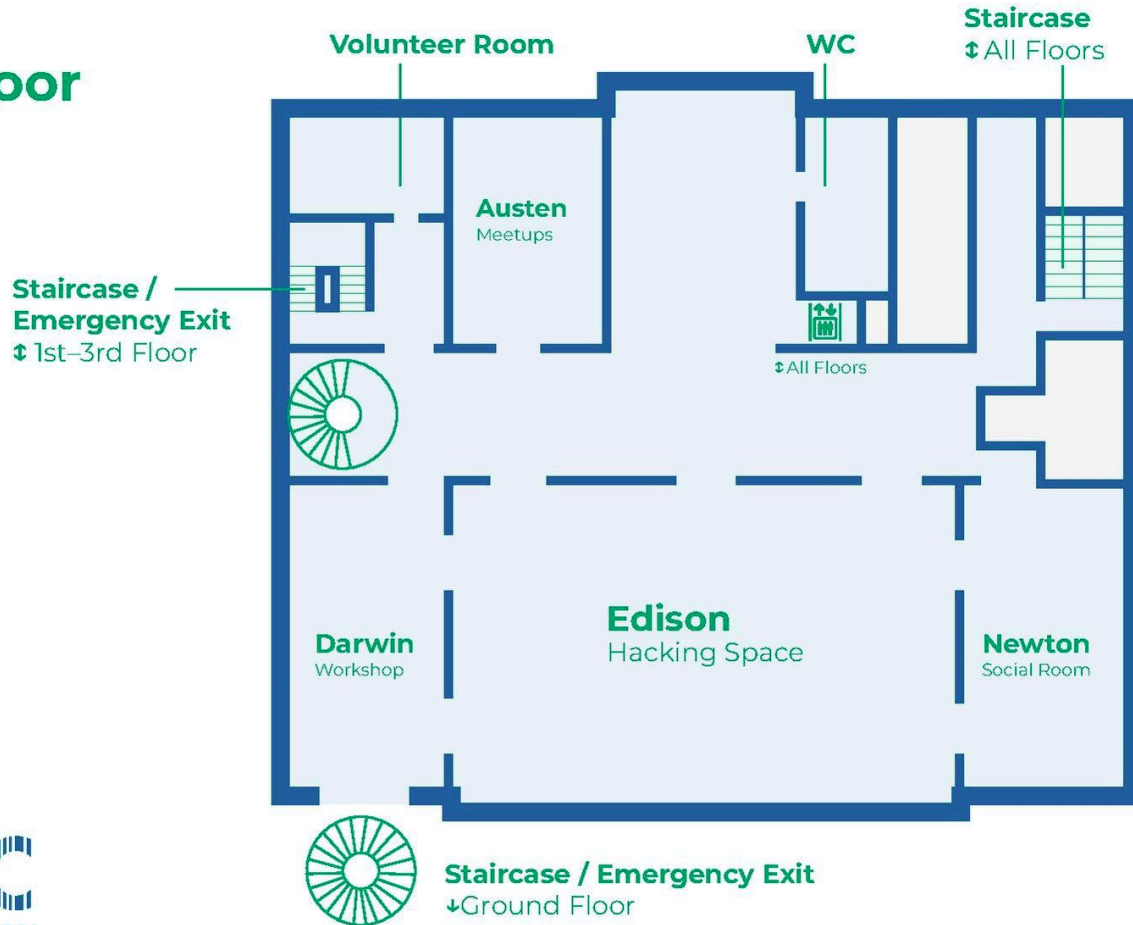 oor
Volunteer Room
WC
Staircase
↕ All Floors
Austen
Meetups
Staircase /
Emergency Exit
↕ 1st–3rd Floor
↕All Floors
Edison
Hacking Space
Darwin
Workshop
Newton
Social Room
Staircase / Emergency Exit
↓Ground Floor